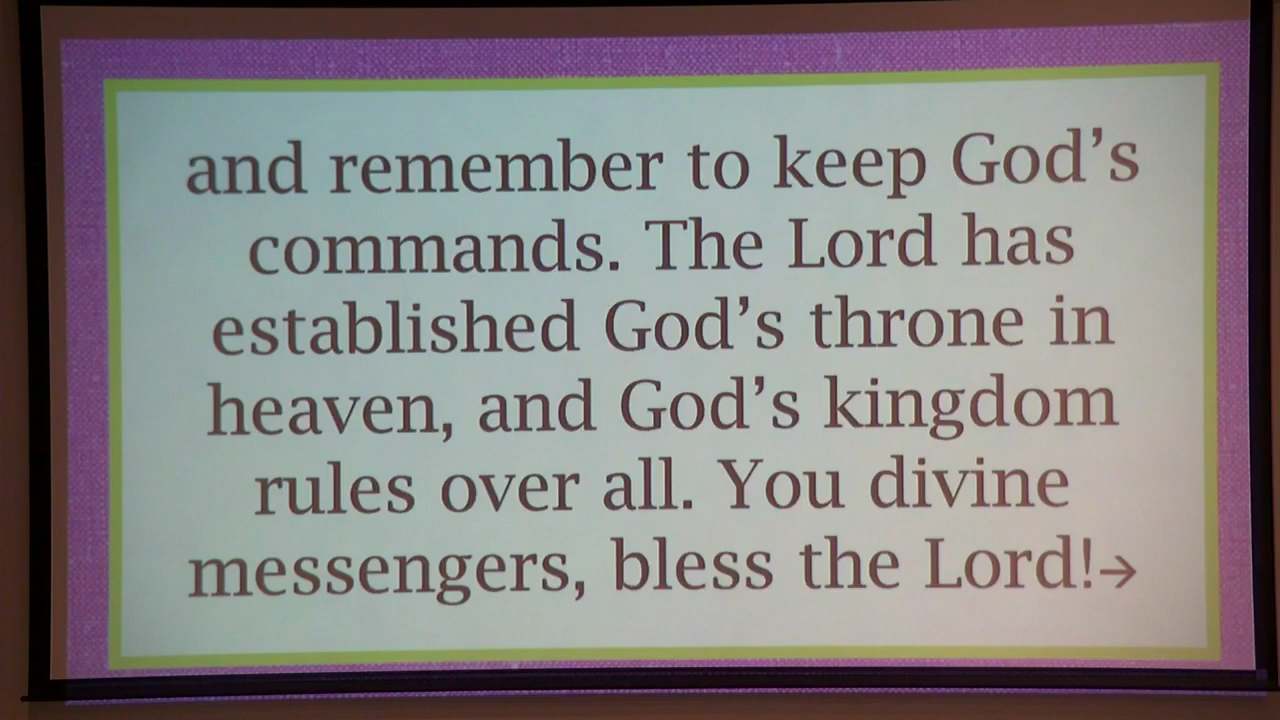 and remember to keep God’s
commands. The Lord has
established God’s throne in
heaven, and God’s kingdom
rules over all. You divine
messengers, bless the Lord!→